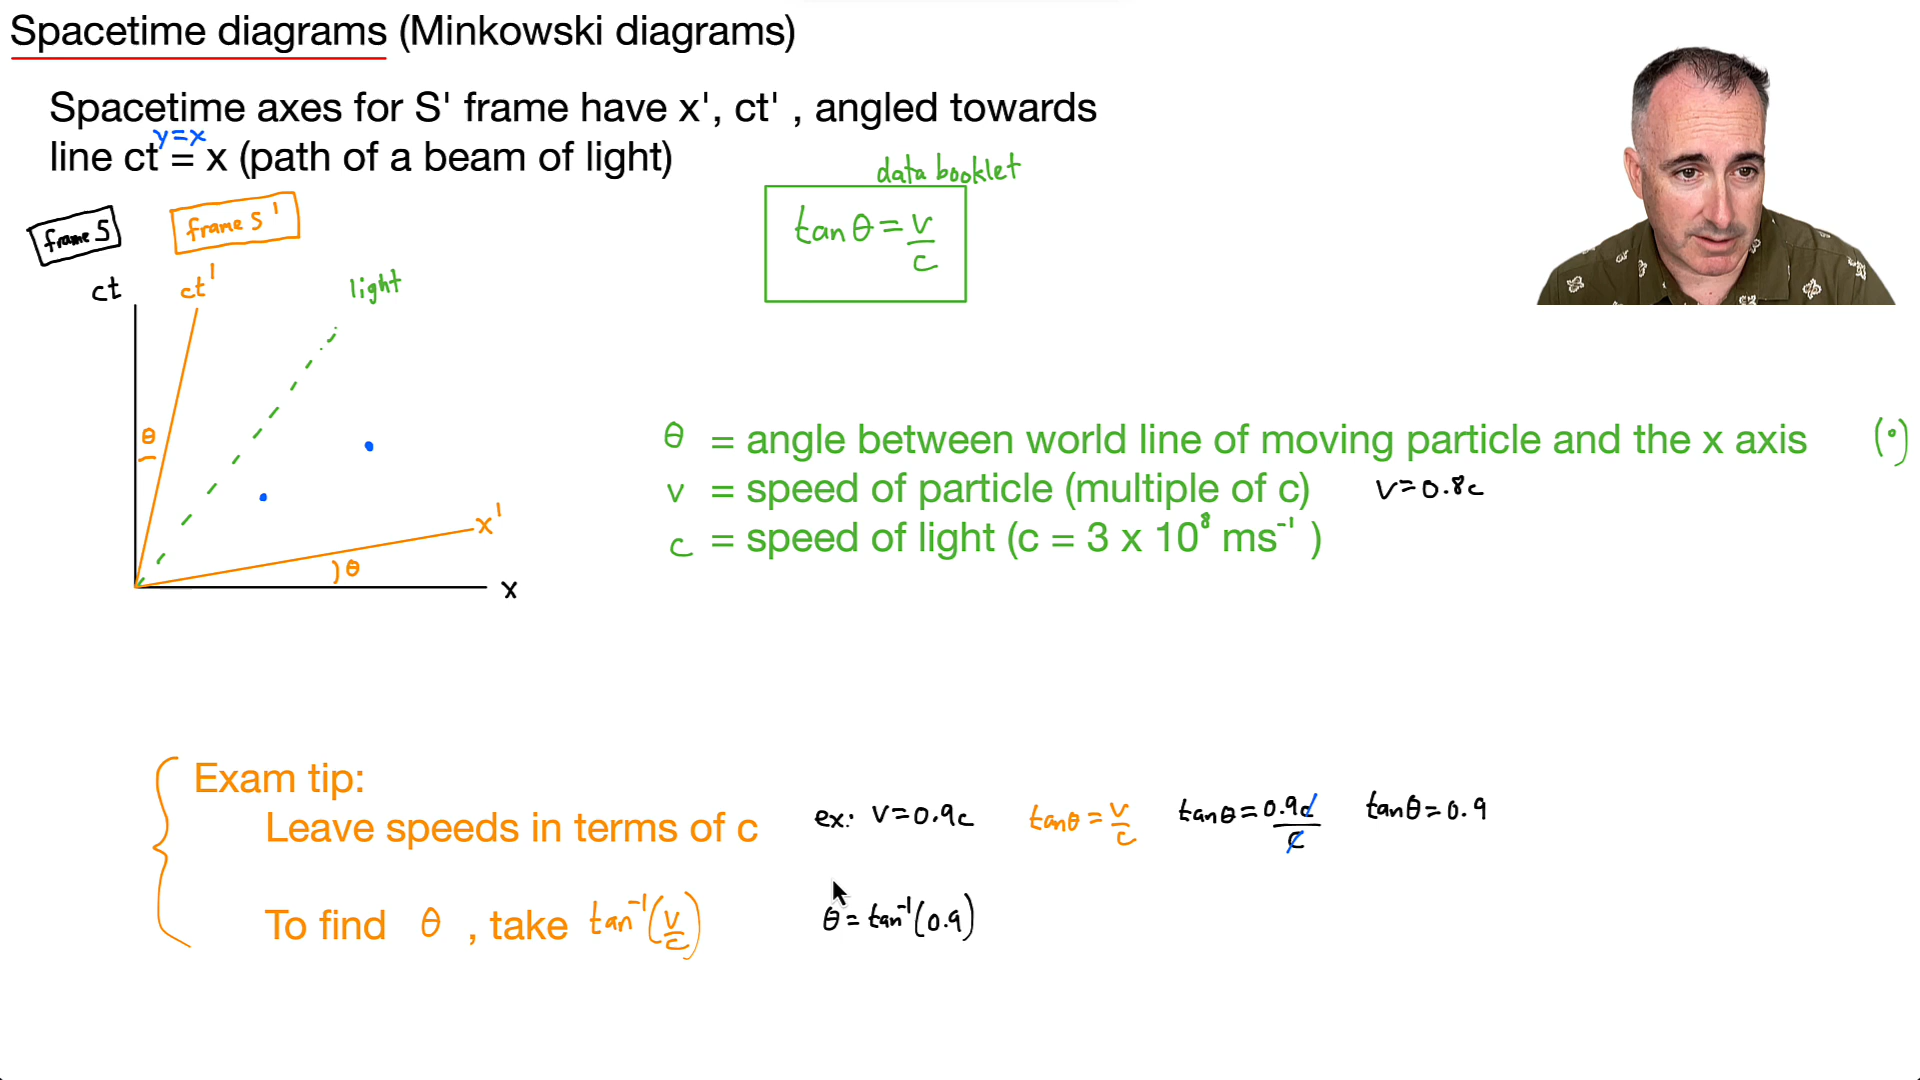 Spacetime diagrams (Minkowski diagrams)
Spacetime axes for S' frame have x', ct' , angled towards
y=x
line ct = x (path of a beam of light)
data booklet
tan θ = v/c
frame S
frame S'
ct
ct'
light
θ
x'
θ
x
θ = angle between world line of moving particle and the x axis (°)
v = speed of particle (multiple of c) v=0.8c
c = speed of light (c = 3 x 10⁸ ms⁻¹ )
Exam tip:
Leave speeds in terms of c ex: v=0.9c tanθ = v/c tanθ = 0.9c/c tanθ = 0.9
To find θ , take tan⁻¹(v/c) θ = tan⁻¹(0.9)